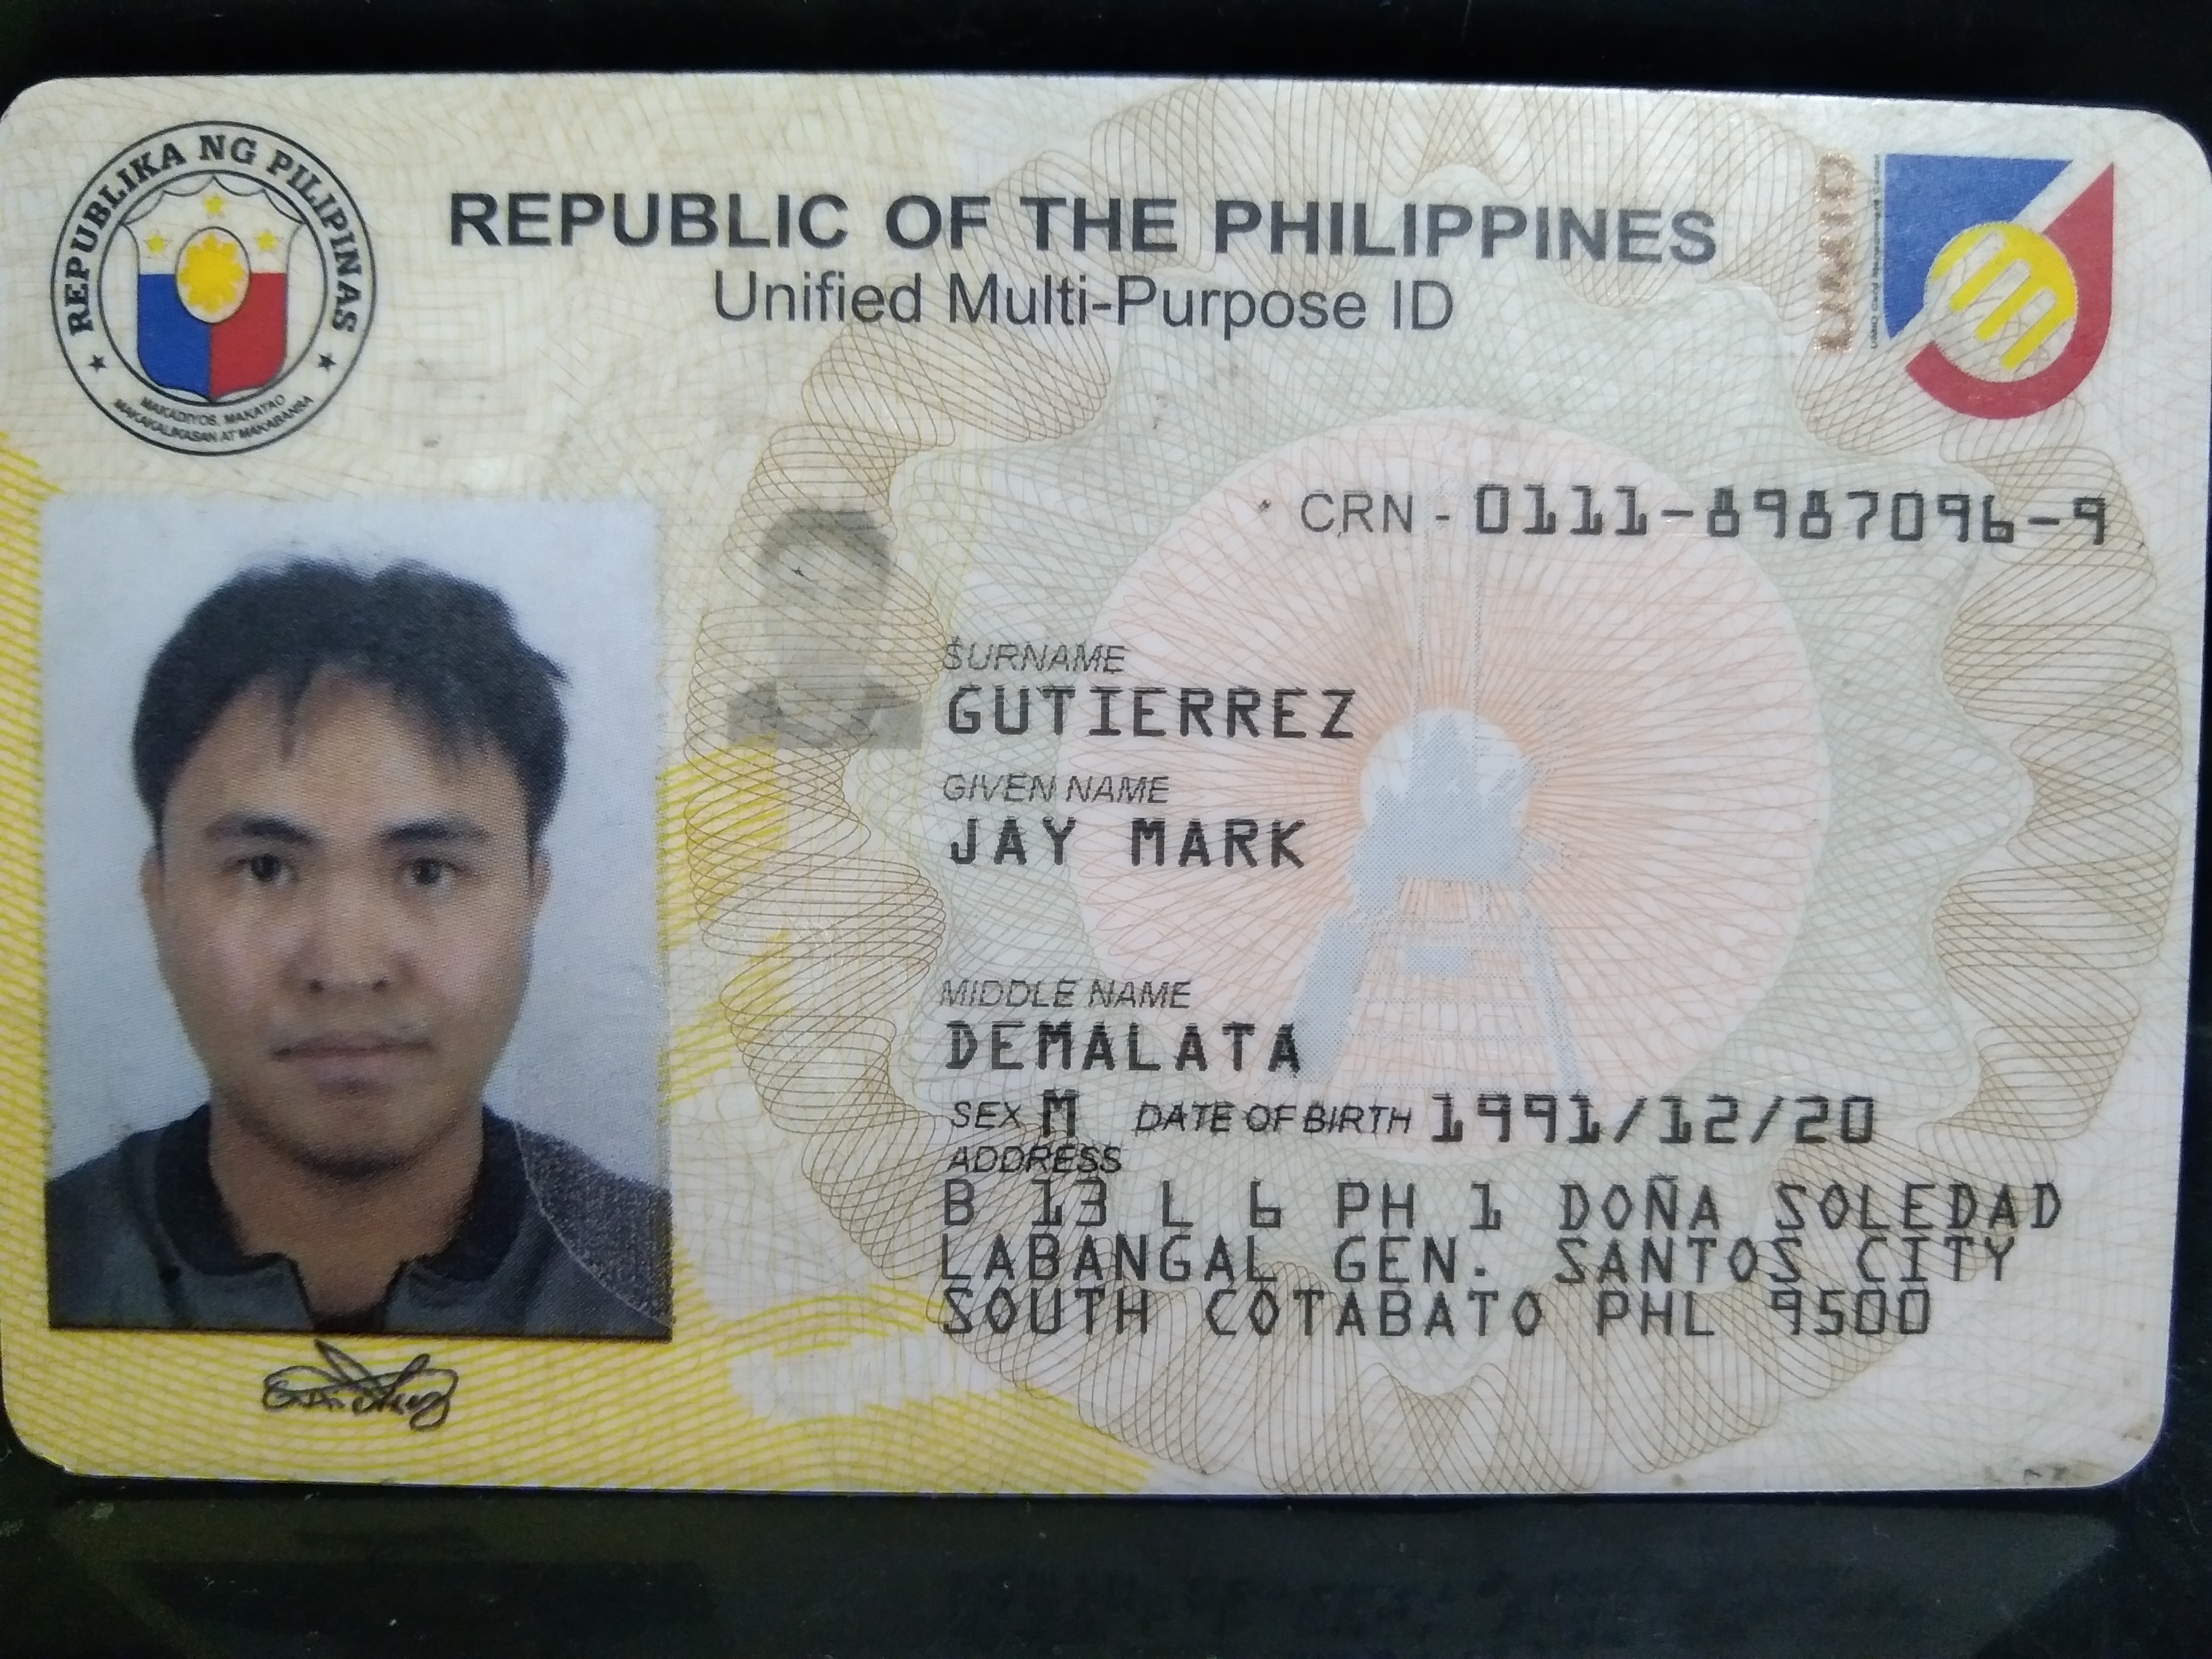 REPUBLIKA NG PILIPINAS
MAKADIYOS, MAKATAO
MAKAKALIKASAN AT MAKABANSA
REPUBLIC OF THE PHILIPPINES
Unified Multi-Purpose ID
UMID
CRN - 0111-8987096-9
SURNAME
GUTIERREZ
GIVEN NAME
JAY MARK
MIDDLE NAME
DEMALATA
SEX M DATE OF BIRTH 1991/12/20
ADDRESS
B 13 L 6 PH 1 DOÑA SOLEDAD
LABANGAL GEN. SANTOS CITY
SOUTH COTABATO PHL 9500